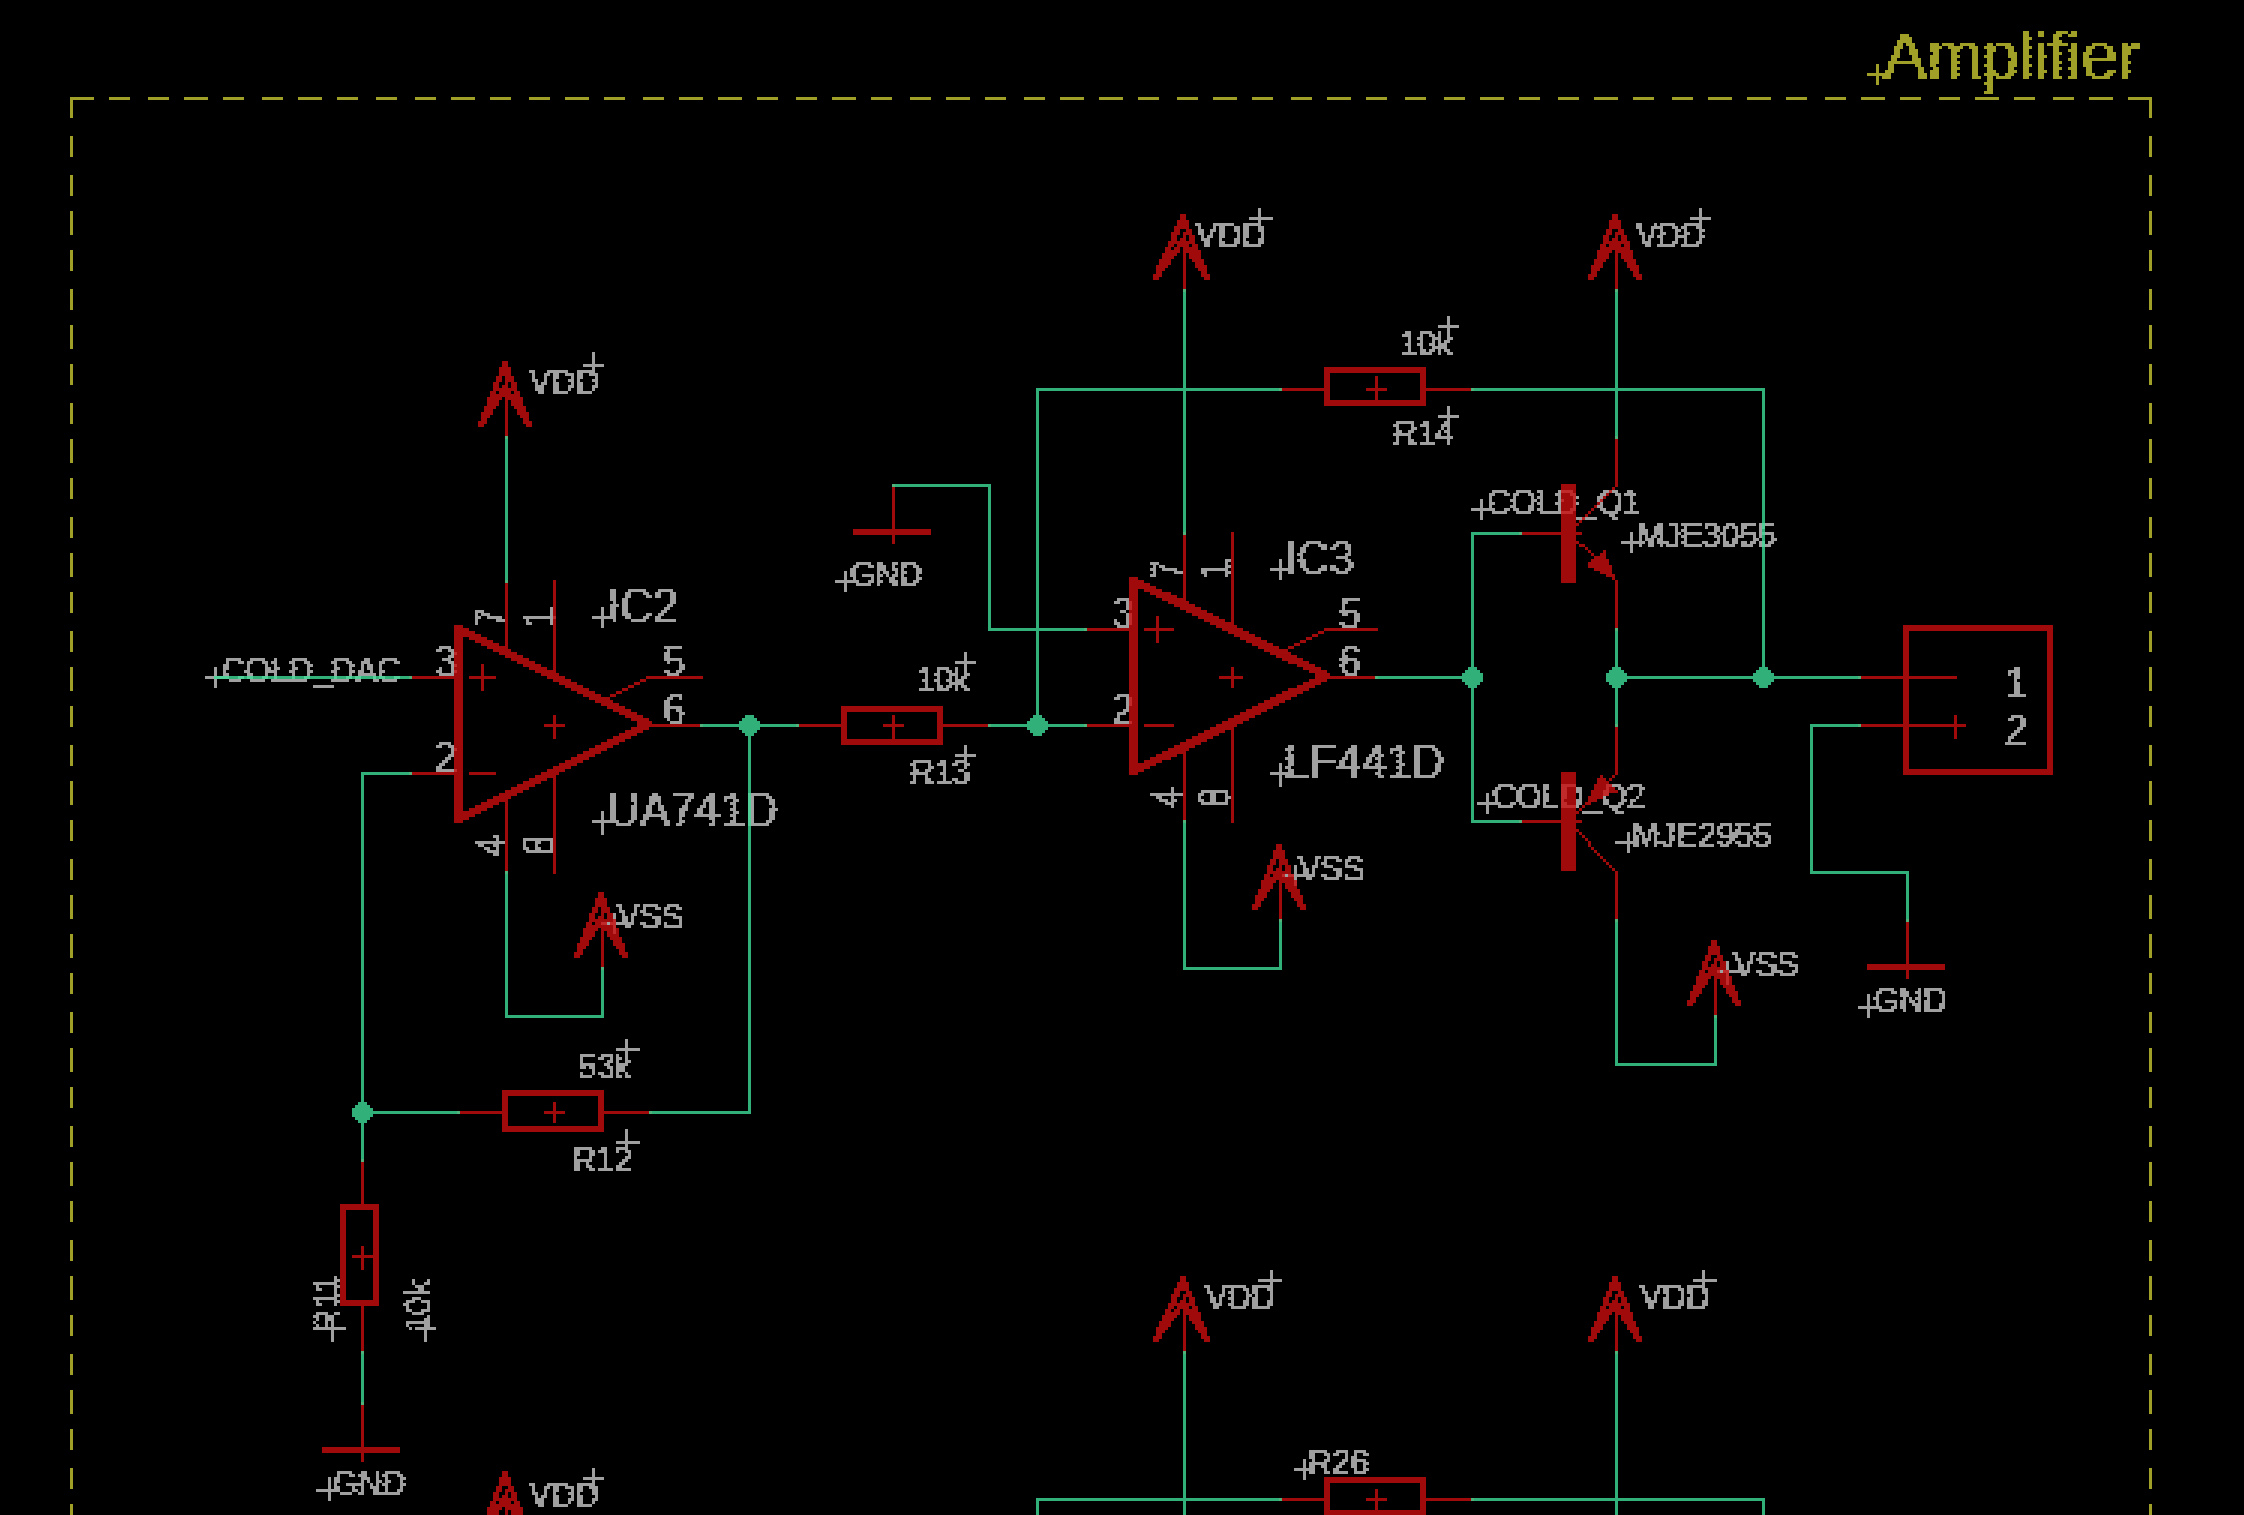 Amplifier
VDD
VDD
10k
VDD
R14
COLD_Q1
MJE3055
GND
7
1
IC3
7
1
IC2
3
5
COLD_DAC
3
5
10k
6
1
2
6
2
2
R13
LF441D
UA741D
4
8
COLD_Q2
MJE2955
4
8
VSS
VSS
VSS
GND
53k
R12
R11
10k
VDD
VDD
R26
GND
VDD